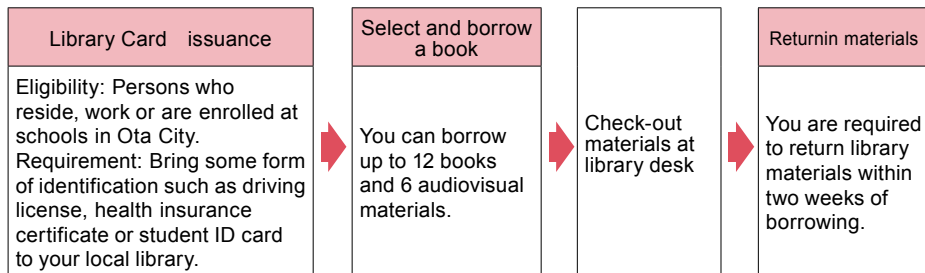 Library Card issuance
Eligibility: Persons who
reside, work or are enrolled at
schools in Ota City.
Requirement: Bring some form
of identification such as driving
license, health insurance
certificate or student ID card
to your local library.
Select and borrow
a book
You can borrow
up to 12 books
and 6 audiovisual
materials.
Check-out
materials at
library desk
Returnin materials
You are required
to return library
materials within
two weeks of
borrowing.